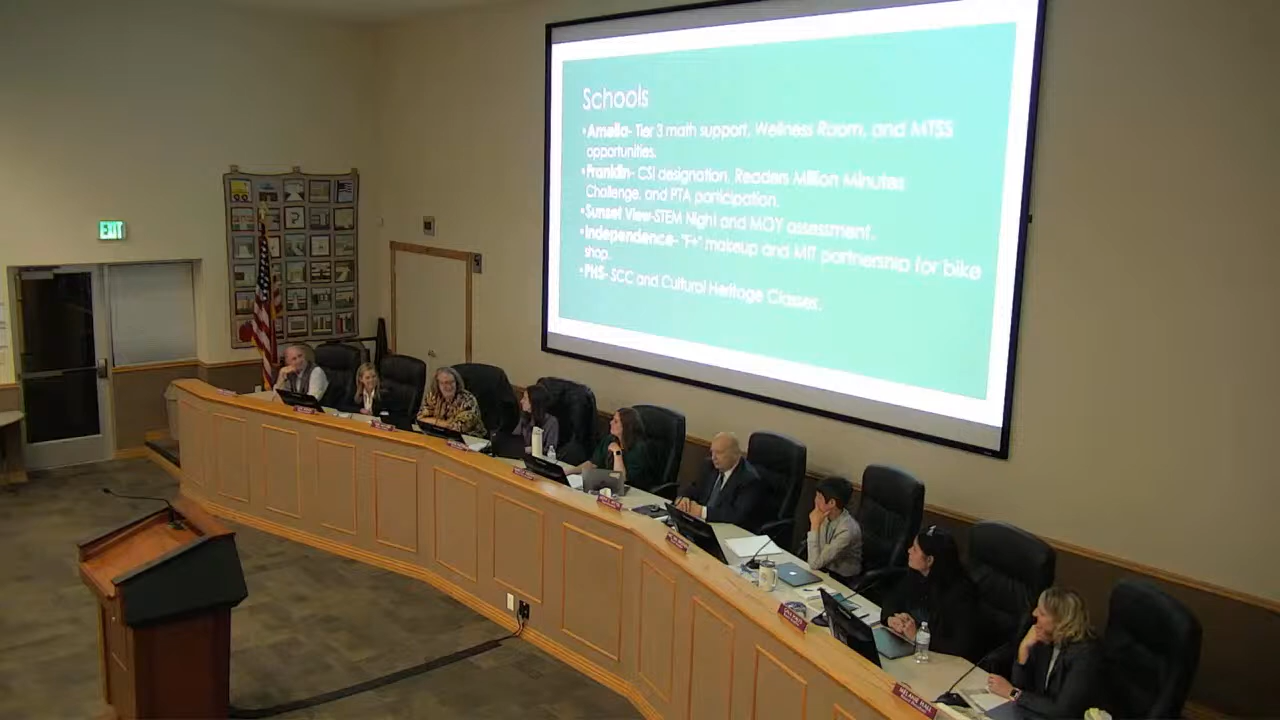 Schools
•Amelia- Tier 3 math support, Wellness Room, and MTSS
opportunities.
•Franklin- CSI designation, Readers Million Minutes
Challenge, and PTA participation.
•Sunset View-STEM Night and MOY assessment.
•Independence- "F+" makeup and MIT partnership for bike
shop.
•PHS- SCC and Cultural Heritage Classes.
EXIT
MELANIE HALL